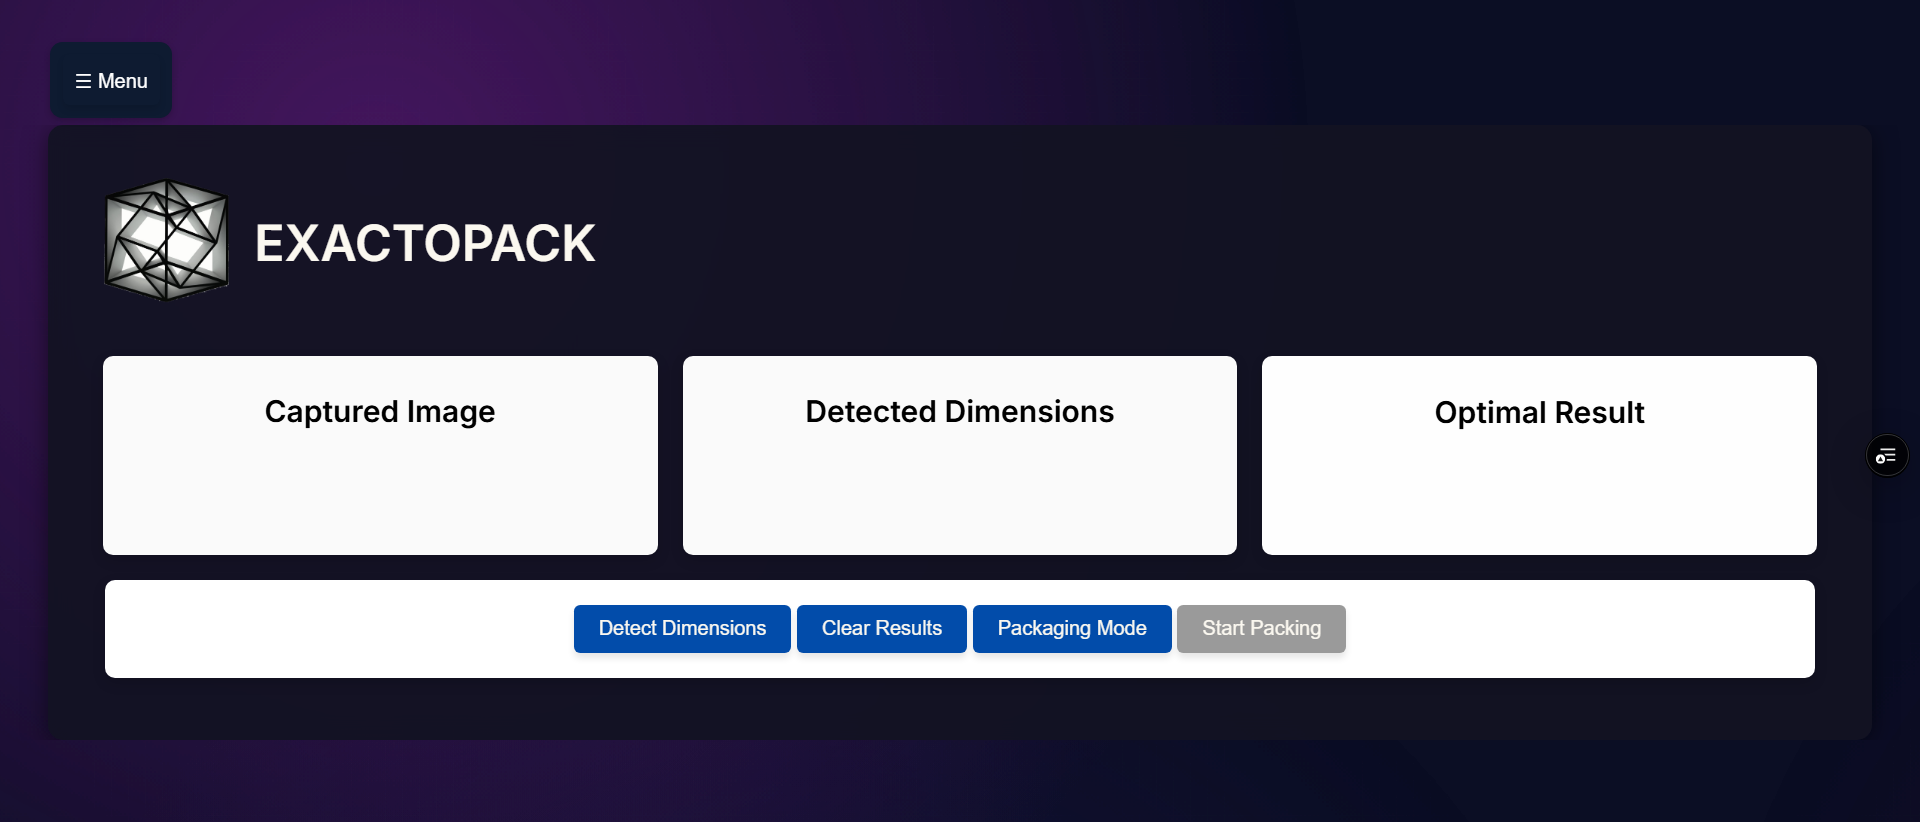 ☰ Menu
EXACTOPACK
Captured Image
Detected Dimensions
Optimal Result
Detect Dimensions
Clear Results
Packaging Mode
Start Packing